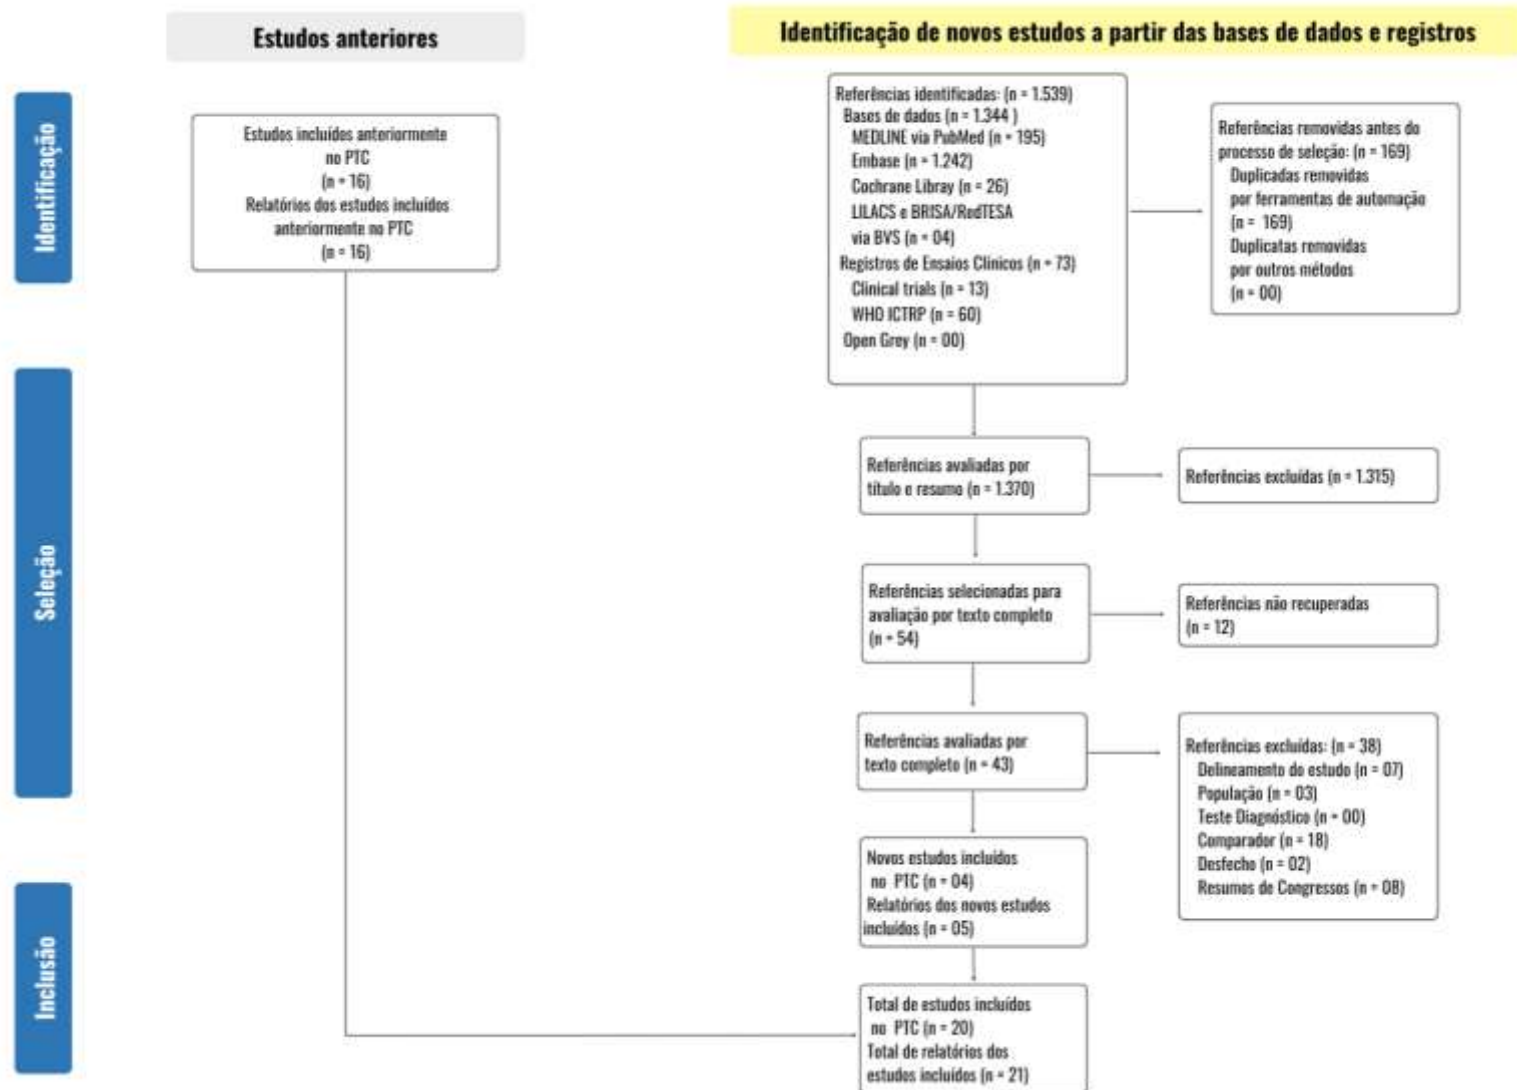 Estudos anteriores
Identificação de novos estudos a partir das bases de dados e registros
Identificação
Estudos incluídos anteriormente
no PTC
(n = 16)
Relatórios dos estudos incluídos
anteriormente no PTC
(n = 16)
Referências identificadas: (n = 1.539)
Bases de dados (n = 1.344 )
MEDLINE via PubMed (n = 195)
Embase (n = 1.242)
Cochrane Libray (n = 26)
LILACS e BRISA/RedTESA
via BVS (n = 04)
Registros de Ensaios Clínicos (n = 73)
Clinical trials (n = 13)
WHO ICTRP (n = 60)
Open Grey (n = 00)
Referências removidas antes do
processo de seleção: (n = 169)
Duplicadas removidas
por ferramentas de automação
(n = 169)
Duplicatas removidas
por outros métodos
(n = 00)
Seleção
Referências avaliadas por
título e resumo (n = 1.370)
Referências excluídas (n = 1.315)
Referências selecionadas para
avaliação por texto completo
(n = 54)
Referências não recuperadas
(n = 12)
Referências avaliadas por
texto completo (n = 43)
Referências excluídas: (n = 38)
Delineamento do estudo (n = 07)
População (n = 03)
Teste Diagnóstico (n = 00)
Comparador (n = 18)
Desfecho (n = 02)
Resumos de Congressos (n = 08)
Inclusão
Novos estudos incluídos
no PTC (n = 04)
Relatórios dos novos estudos
incluídos (n = 05)
Total de estudos incluídos
no PTC (n = 20)
Total de relatórios dos
estudos incluídos (n = 21)